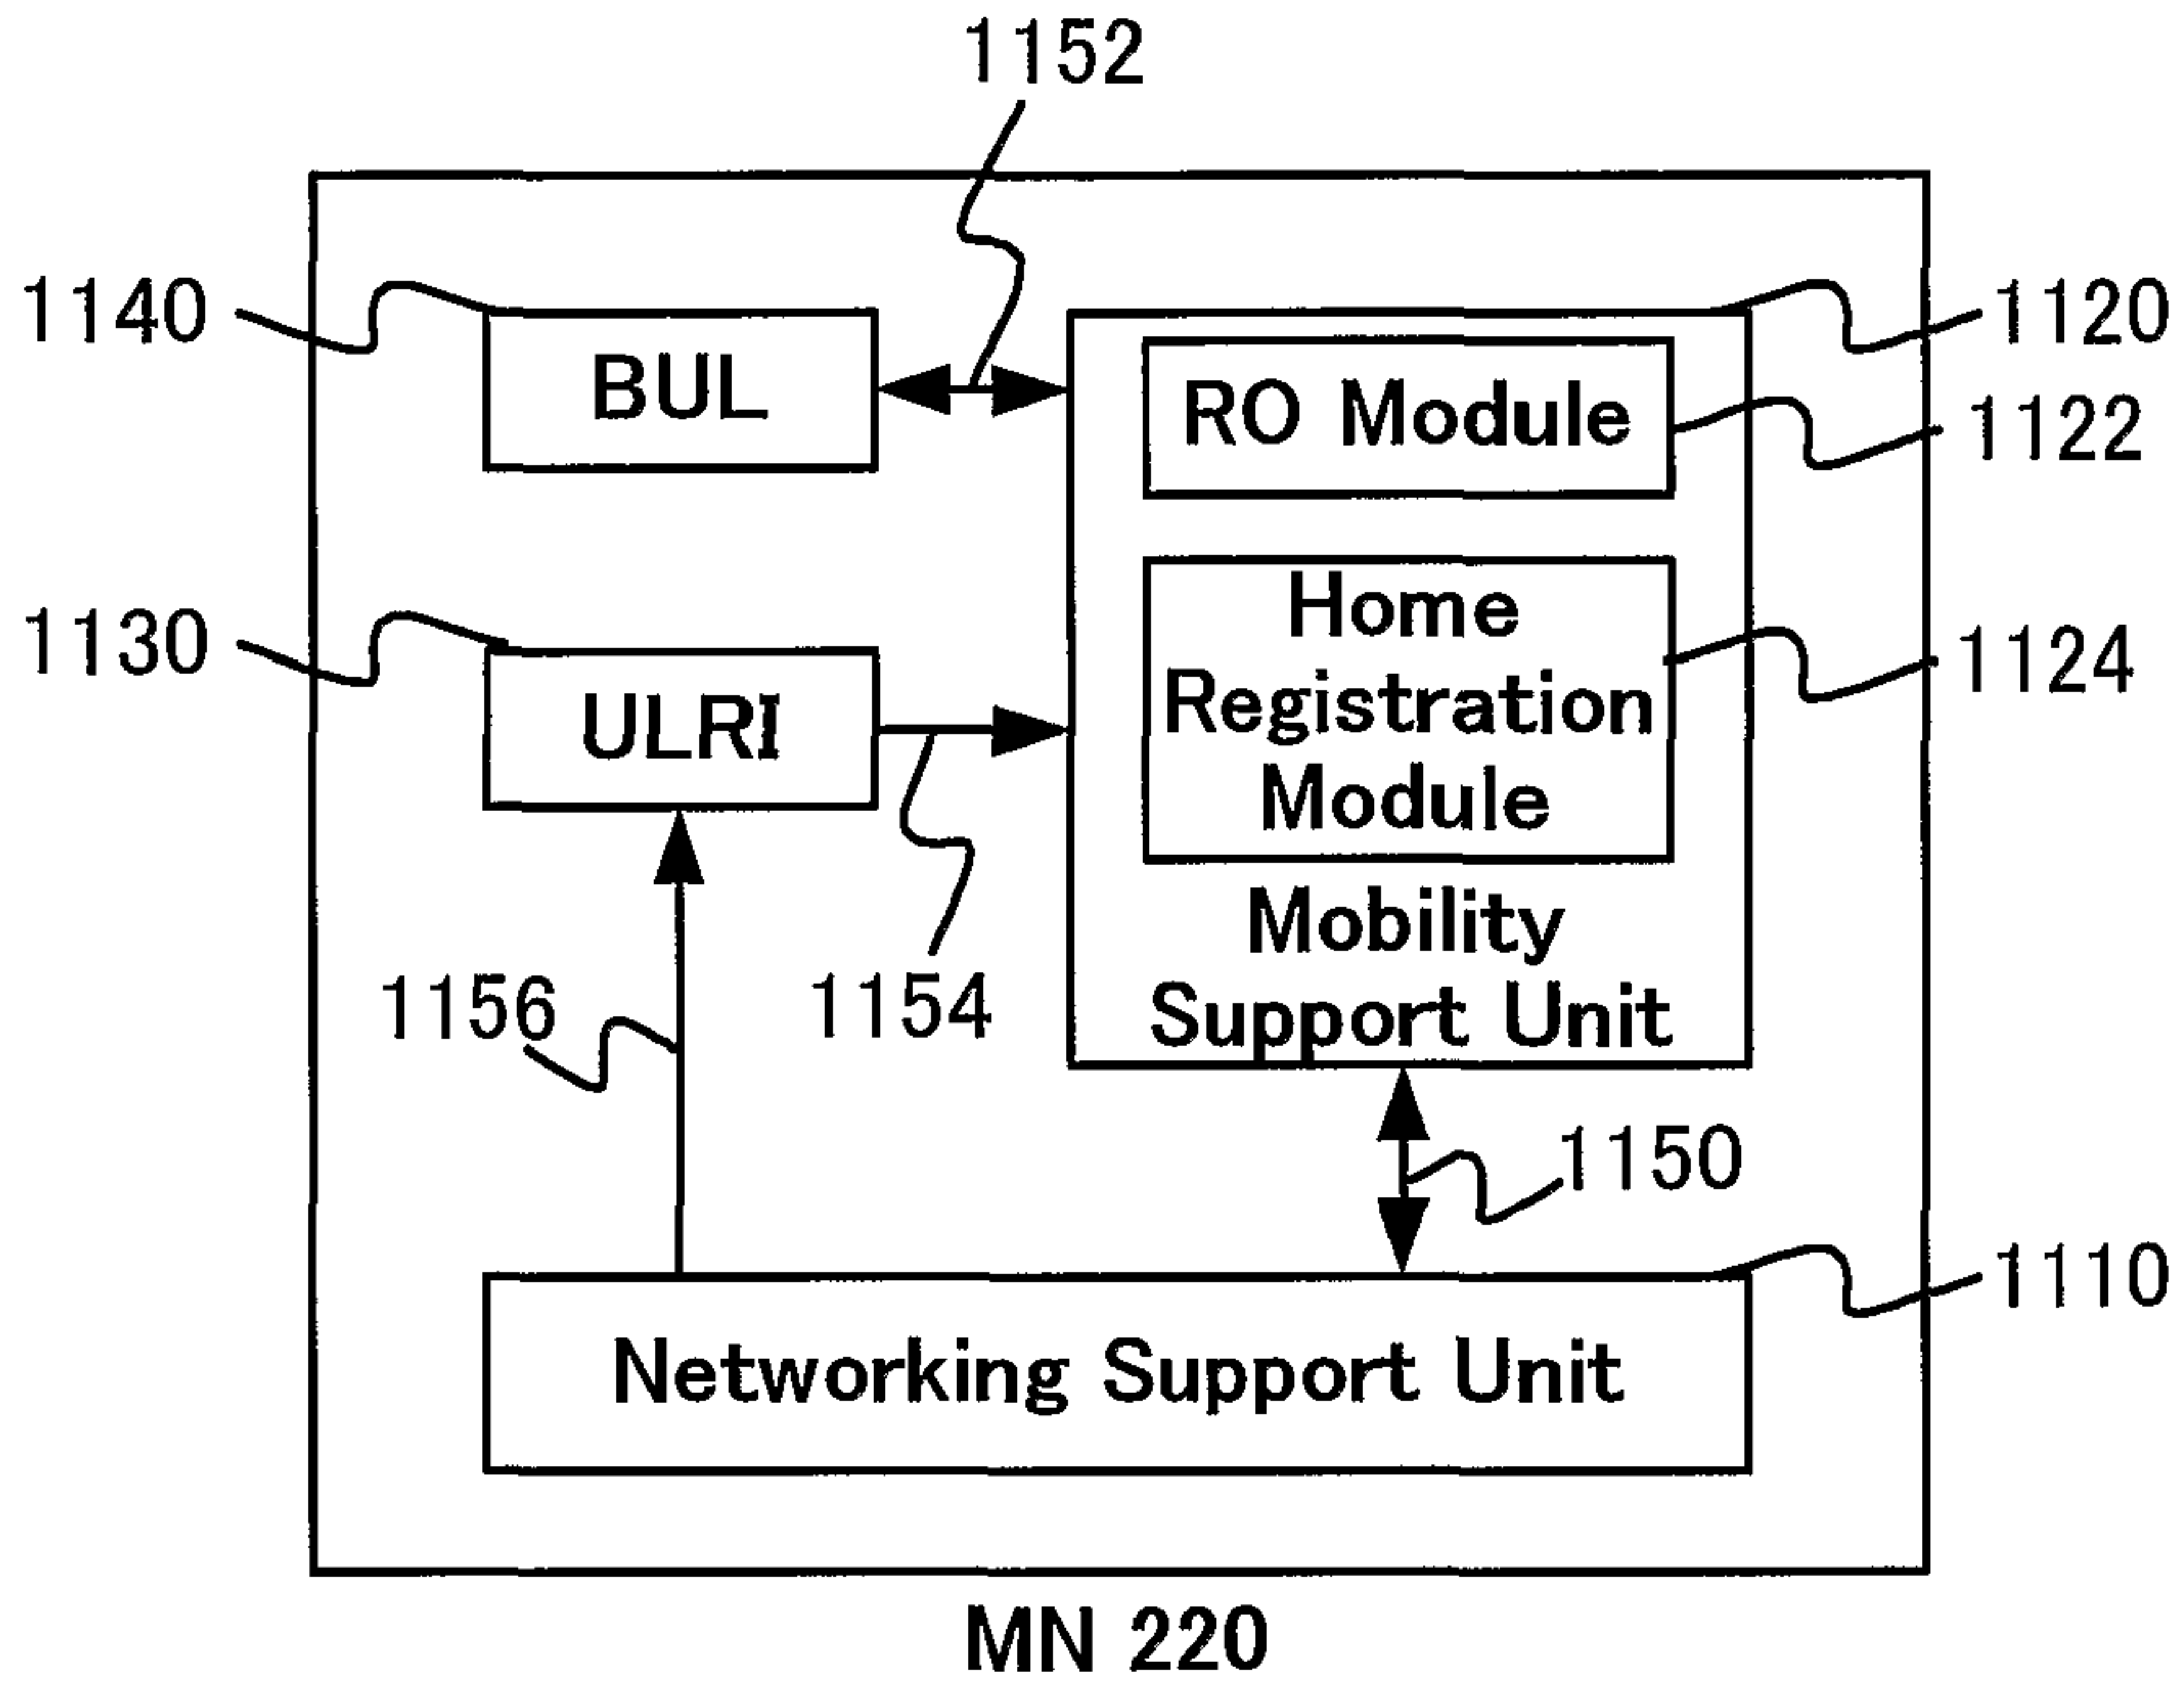 1152
1140
BUL
1120
RO Module
1122
1130
ULRI
Home
Registration
Module
1124
Mobility
Support Unit
1156
1154
1150
1110
Networking Support Unit
MN 220